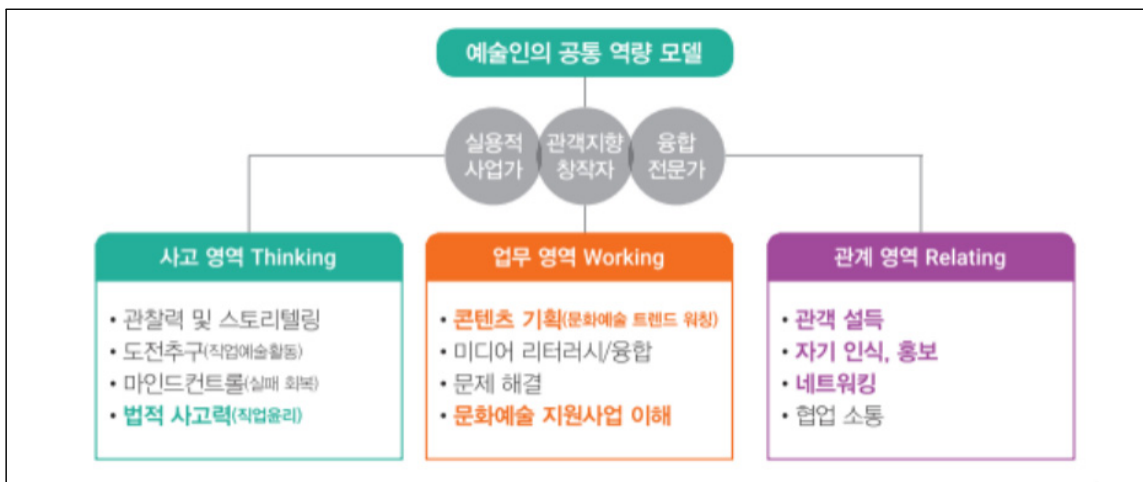 예술인의 공통 역량 모델
실용적
사업가
관객지향
창작자
융합
전문가
사고 영역 Thinking
• 관찰력 및 스토리텔링
• 도전추구(직업예술활동)
• 마인드컨트롤(실패 회복)
• 법적 사고력(직업윤리)
업무 영역 Working
• 콘텐츠 기획(문화예술 트렌드 워칭)
• 미디어 리터러시/융합
• 문제 해결
• 문화예술 지원사업 이해
관계 영역 Relating
• 관객 설득
• 자기 인식, 홍보
• 네트워킹
• 협업 소통